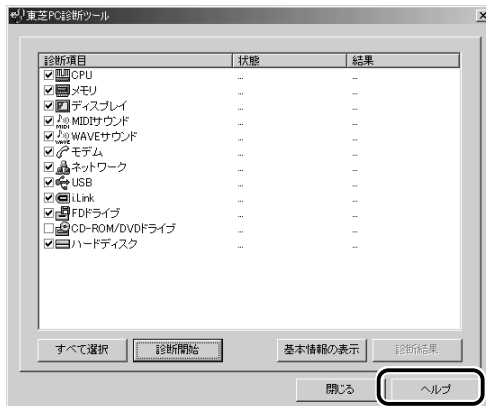 東芝PC診断ツール
診断項目 状態 結果
CPU ... ...
メモリ ... ...
ディスプレイ ... ...
MIDIサウンド ... ...
WAVEサウンド ... ...
モデム ... ...
ネットワーク ... ...
USB ... ...
i.Link ... ...
FDドライブ ... ...
CD-ROM/DVDドライブ ... ...
ハードディスク ... ...
すべて選択 診断開始 基本情報の表示 診断結果
閉じる ヘルプ